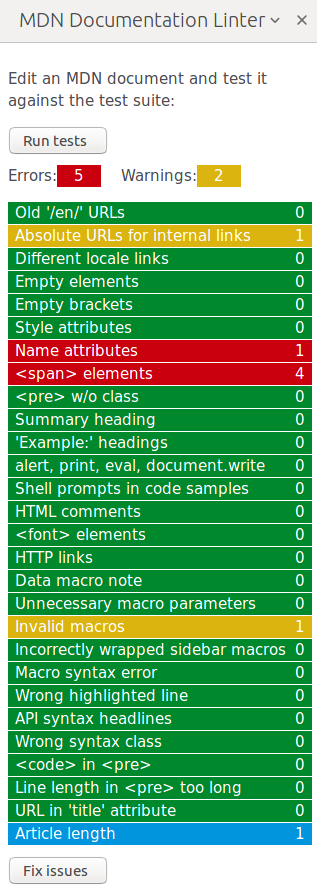 MDN Documentation Linter
Edit an MDN document and test it
against the test suite:
Run tests
Errors: 5 Warnings: 2
Old '/en/' URLs 0
Absolute URLs for internal links 1
Different locale links 0
Empty elements 0
Empty brackets 0
Style attributes 0
Name attributes 1
<span> elements 4
<pre> w/o class 0
Summary heading 0
'Example:' headings 0
alert, print, eval, document.write 0
Shell prompts in code samples 0
HTML comments 0
<font> elements 0
HTTP links 0
Data macro note 0
Unnecessary macro parameters 0
Invalid macros 1
Incorrectly wrapped sidebar macros 0
Macro syntax error 0
Wrong highlighted line 0
API syntax headlines 0
Wrong syntax class 0
<code> in <pre> 0
Line length in <pre> too long 0
URL in 'title' attribute 0
Article length 1
Fix issues